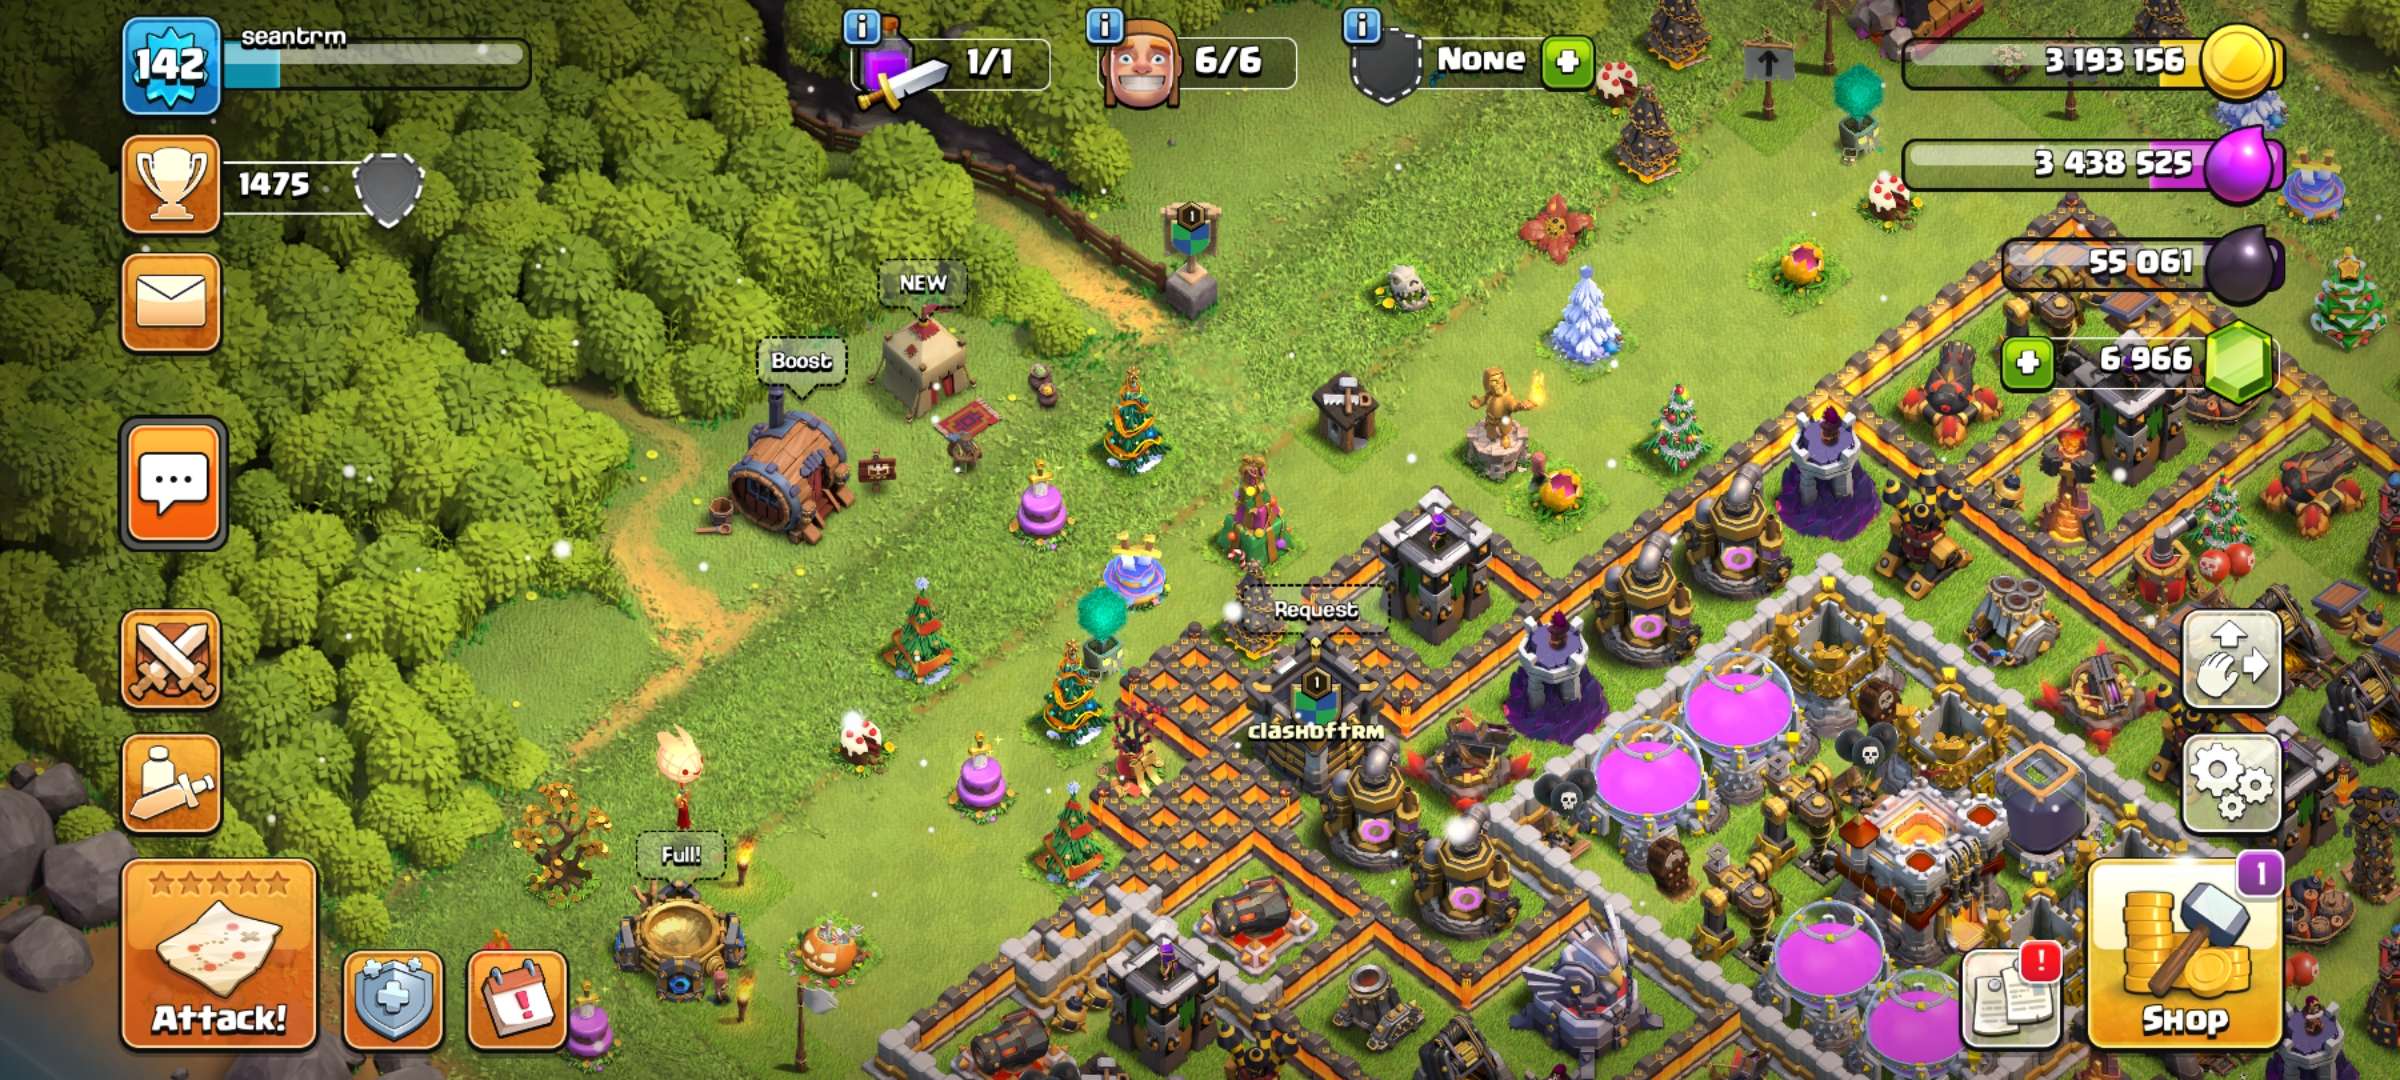 142
seantrm
1/1
6/6
None
3 193 156
1475
3 438 525
55 061
NEW
Boost
6 966
Request
1
1
clashoftrm
Full!
1
!
!
Attack!
Shop